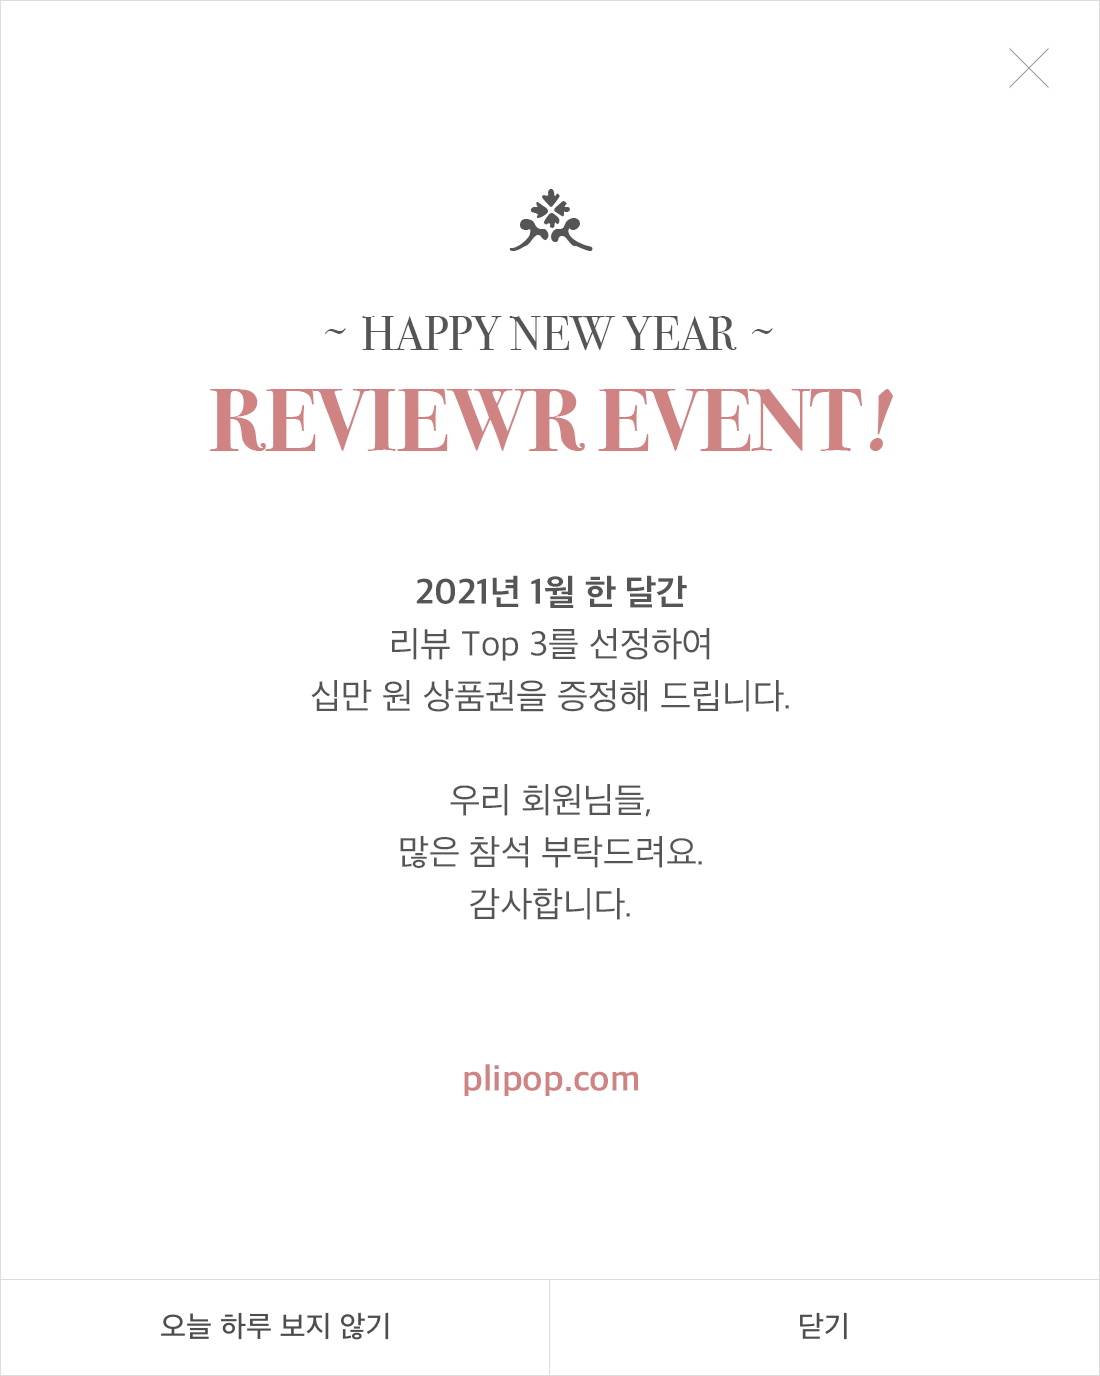 ~ HAPPY NEW YEAR ~
REVIEWR EVENT!
2021년 1월 한 달간
리뷰 Top 3를 선정하여
십만 원 상품권을 증정해 드립니다.
우리 회원님들,
많은 참석 부탁드려요.
감사합니다.
plipop.com
오늘 하루 보지 않기
닫기